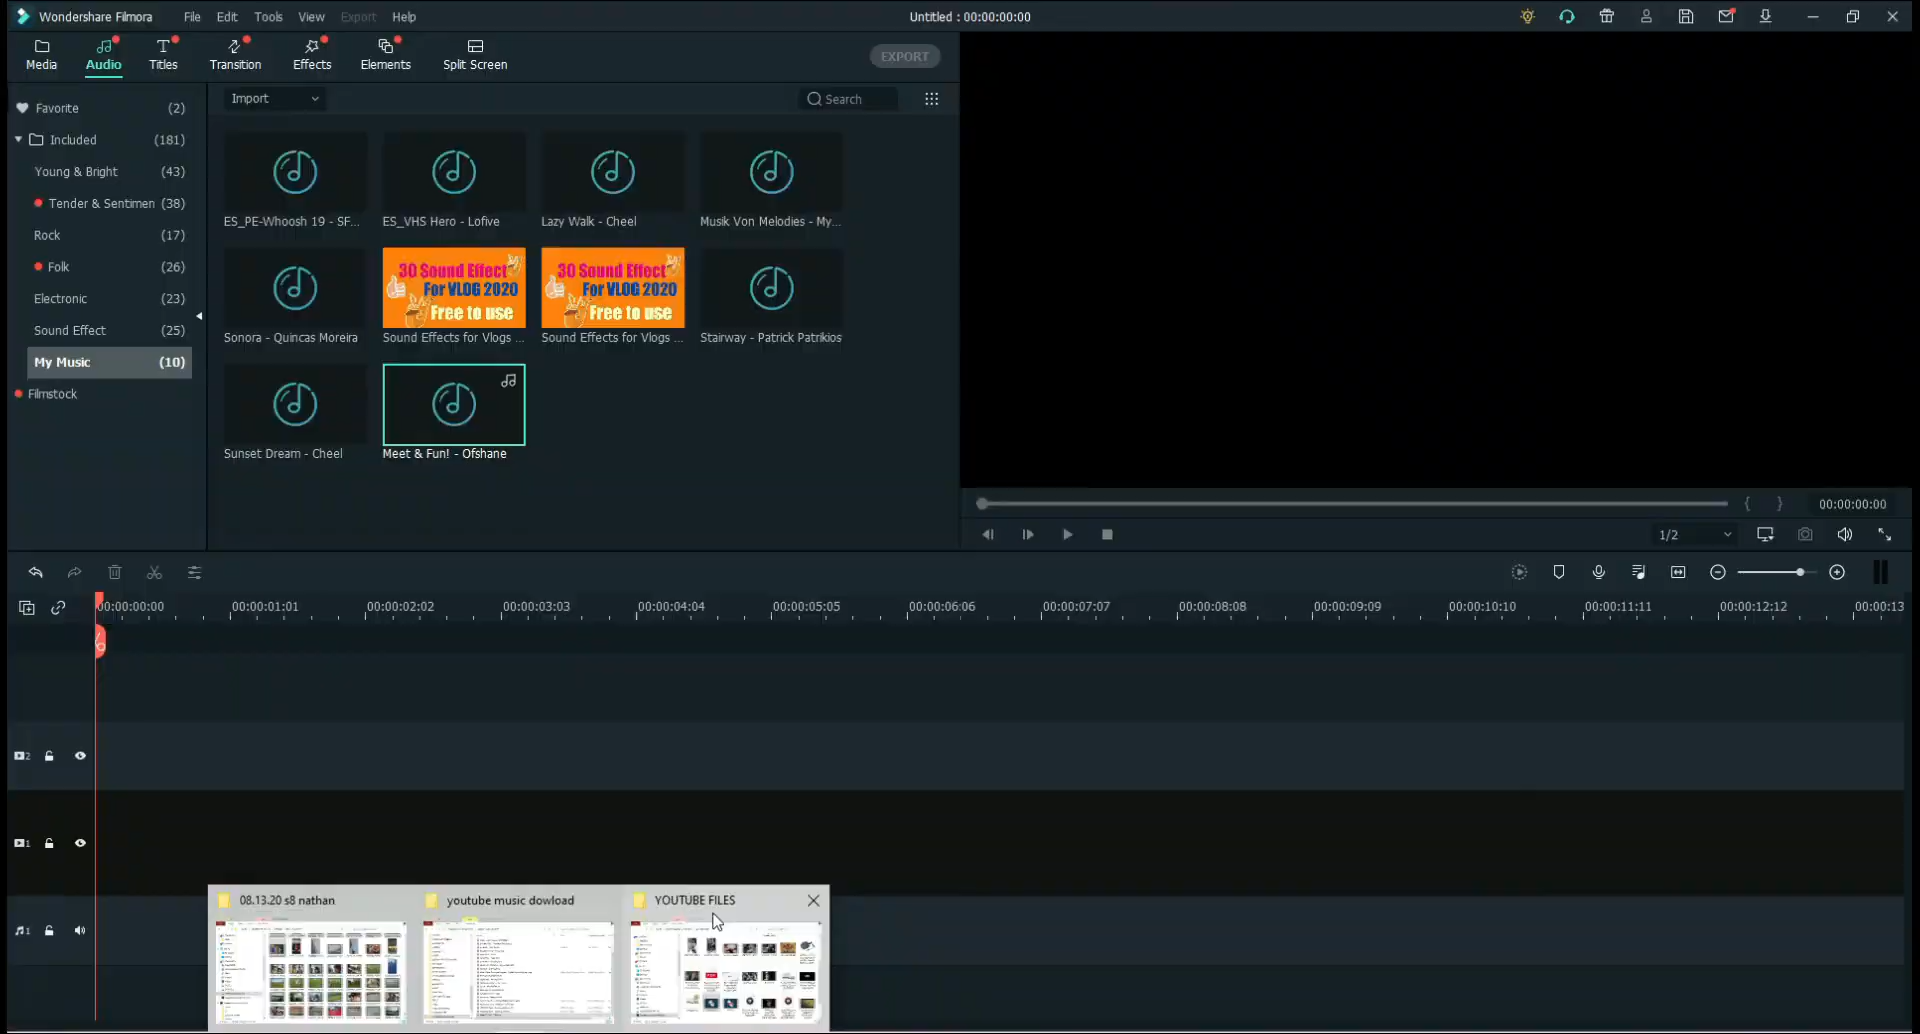 Wondershare Filmora File Edit Tools View Export Help Untitled : 00:00:00:00
Media Audio Titles Transition Effects Elements Split Screen EXPORT
Import Search
Favorite (2)
Included (181)
Young & Bright (43)
Tender & Sentimen (38)
Rock (17)
Folk (26)
Electronic (23)
Sound Effect (25)
My Music (10)
Filmstock
ES_PE-Whoosh 19 - SF... ES_VHS Hero - Lofive Lazy Walk - Cheel Musik Von Melodies - My...
30 Sound Effect
For VLOG 2020
Free to use
30 Sound Effect
For VLOG 2020
Free to use
Sonora - Quincas Moreira Sound Effects for Vlogs ... Sound Effects for Vlogs ... Stairway - Patrick Patrikios
Sunset Dream - Cheel Meet & Fun! - Ofshane
{ } 00:00:00:00
1/2
00:00:00:00 00:00:01:01 00:00:02:02 00:00:03:03 00:00:04:04 00:00:05:05 00:00:06:06 00:00:07:07 00:00:08:08 00:00:09:09 00:00:10:10 00:00:11:11 00:00:12:12 00:00:13
2
1
1
08.13.20 s8 nathan youtube music dowload YOUTUBE FILES